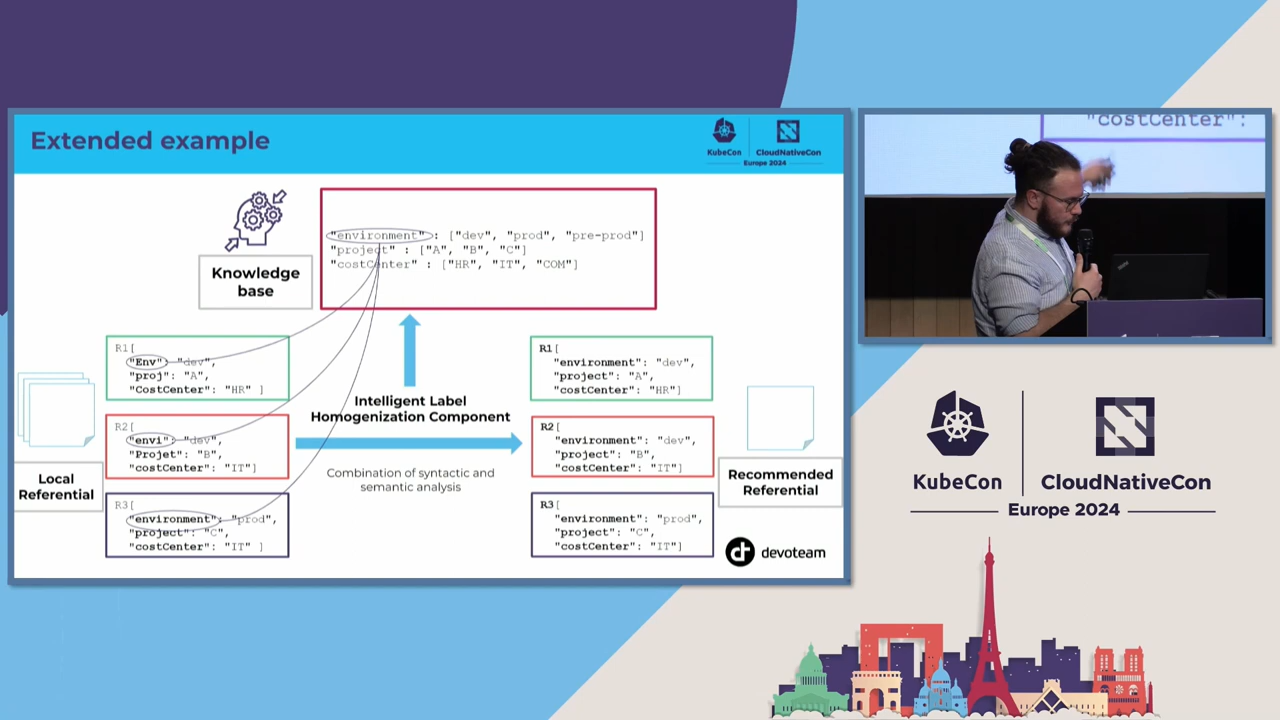 Extended example
KubeCon
CloudNativeCon
Europe 2024
Knowledge
base
"environment" : ["dev", "prod", "pre-prod"]
"project" : ["A", "B", "C"]
"costCenter" : ["HR", "IT", "COM"]
Local
Referential
R1[
"Env": "dev",
"proj": "A",
"CostCenter": "HR" ]
R2[
"envi": "dev",
"Projet": "B",
"costCenter": "IT"]
R3[
"environment": "prod",
"project": "C",
"costCenter": "IT" ]
Intelligent Label
Homogenization Component
Combination of syntactic and
semantic analysis
R1[
"environment": "dev",
"project": "A",
"costCenter": "HR"]
R2[
"environment": "dev",
"project": "B",
"costCenter": "IT"]
R3[
"environment": "prod",
"project": "C",
"costCenter": "IT"]
Recommended
Referential
dt devoteam
"costCenter":
KubeCon
CloudNativeCon
Europe 2024